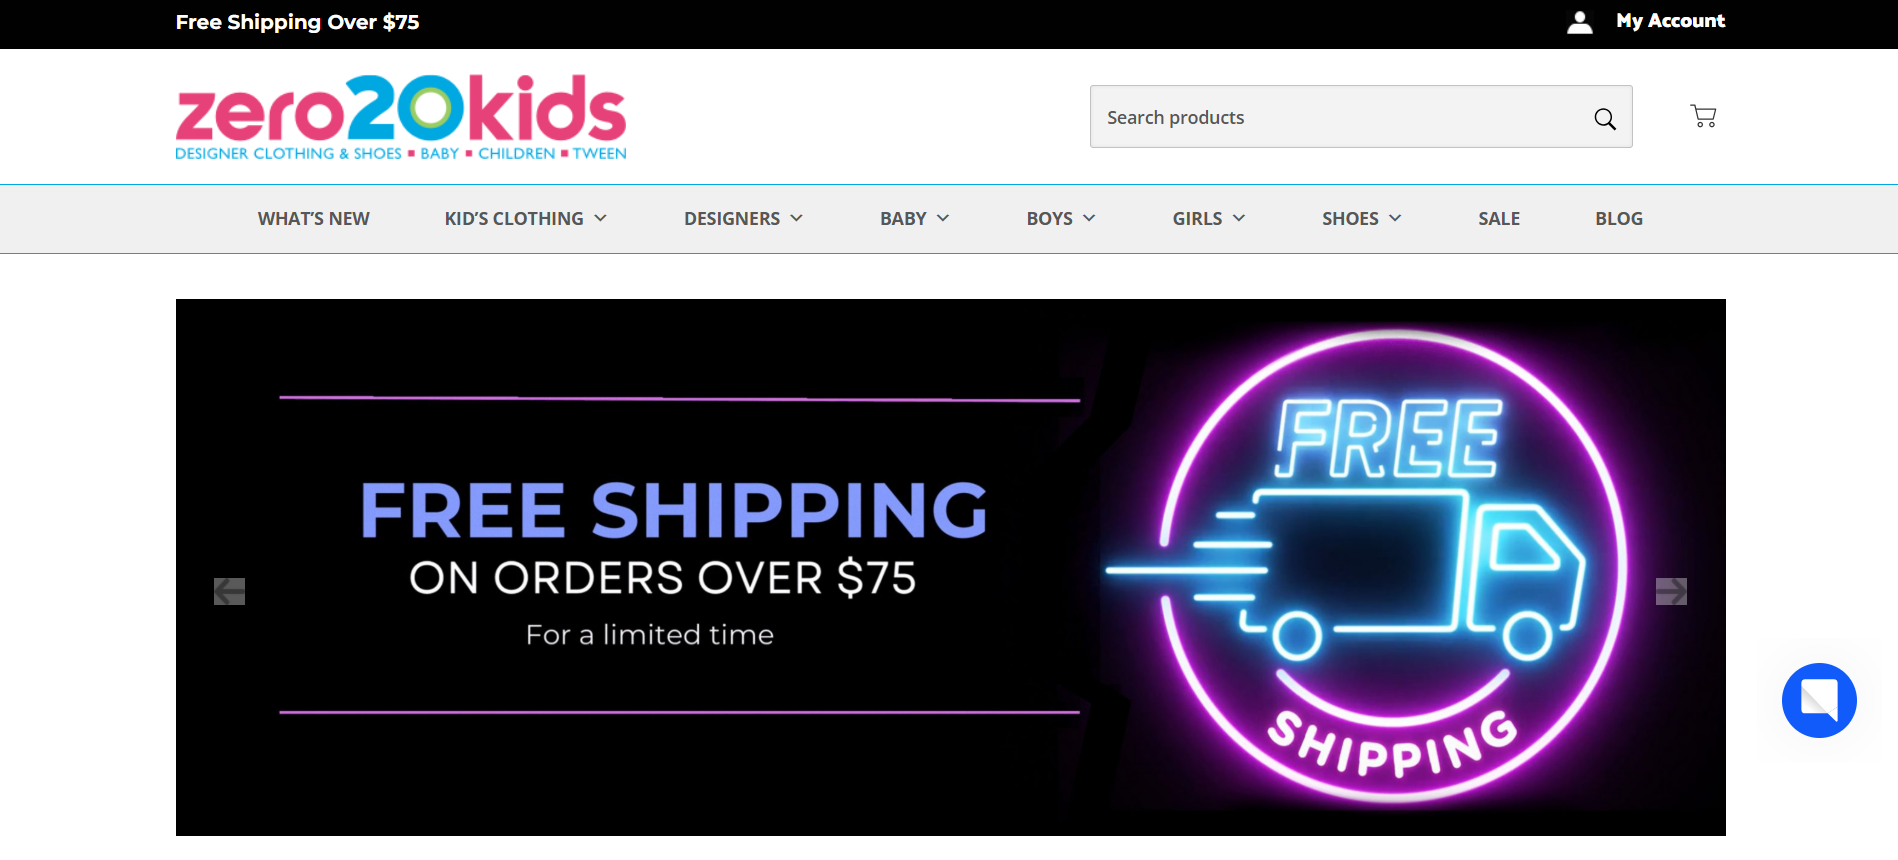 Free Shipping Over $75
My Account
zero20kids
DESIGNER CLOTHING & SHOES ▪ BABY ▪ CHILDREN ▪ TWEEN
Search products
WHAT’S NEW
KID’S CLOTHING
DESIGNERS
BABY
BOYS
GIRLS
SHOES
SALE
BLOG
FREE SHIPPING
ON ORDERS OVER $75
For a limited time
FREE
SHIPPING